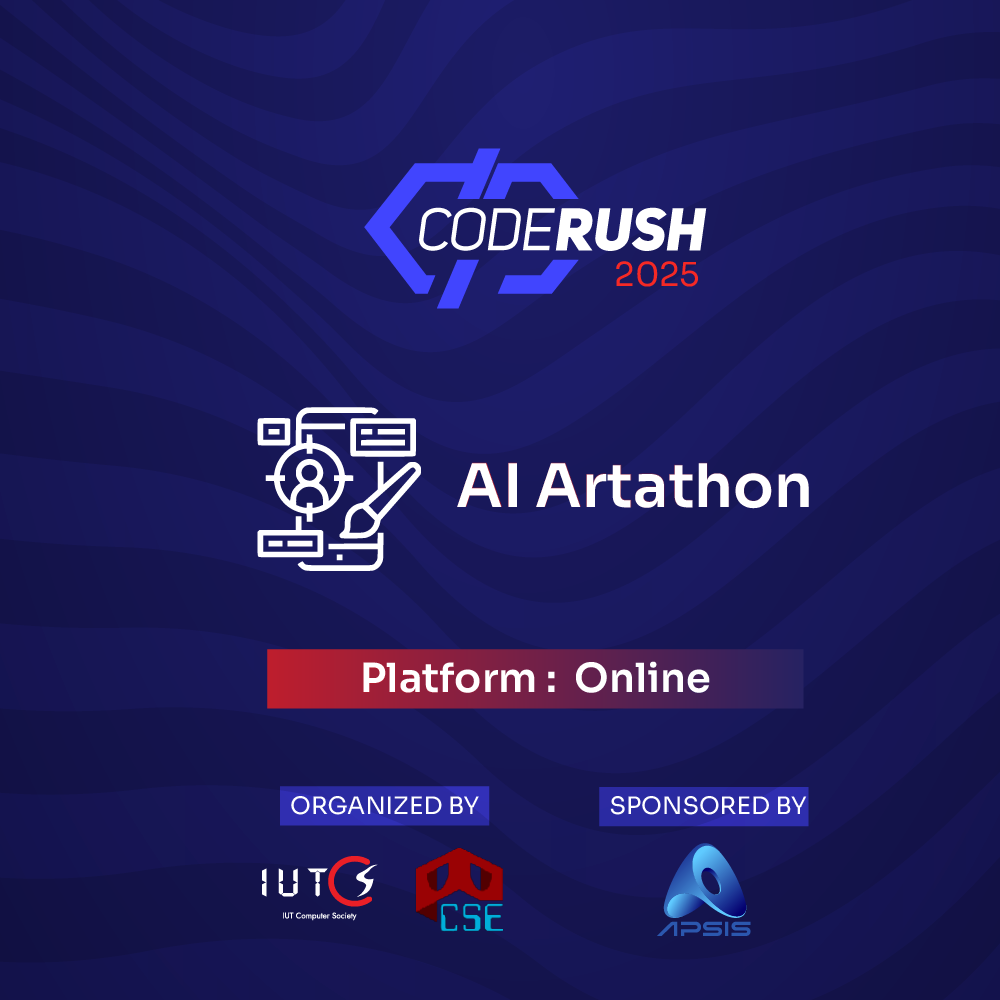 CODERUSH
2025
AI Artathon
Platform : Online
ORGANIZED BY
SPONSORED BY
IUTCS
IUT Computer Society
CSE
APSIS